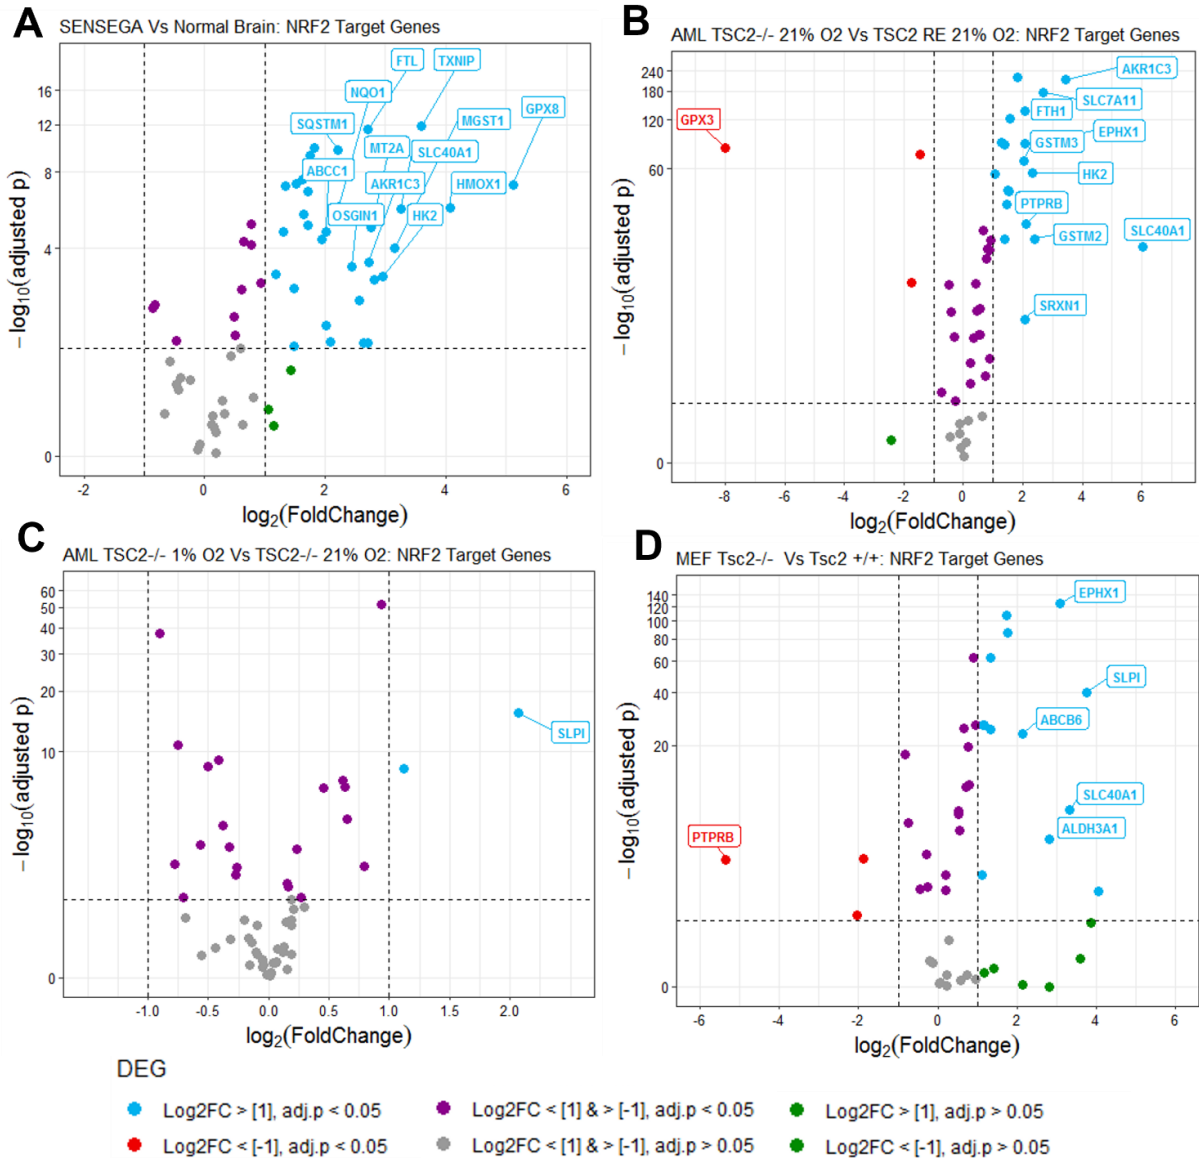 A
SENSEGA Vs Normal Brain: NRF2 Target Genes
FTL
TXNIP
NQO1
GPX8
SQSTM1
MGST1
MT2A
SLC40A1
ABCC1
AKR1C3
HMOX1
OSGIN1
HK2
16
12
8
4
0
-2
0
2
4
6
−log10(adjusted p)
log2(FoldChange)
B
AML TSC2-/- 21% O2 Vs TSC2 RE 21% O2: NRF2 Target Genes
AKR1C3
SLC7A11
GPX3
FTH1
EPHX1
GSTM3
HK2
PTPRB
GSTM2
SLC40A1
SRXN1
240
180
120
60
0
-8
-6
-4
-2
0
2
4
6
8
−log10(adjusted p)
log2(FoldChange)
C
AML TSC2-/- 1% O2 Vs TSC2-/- 21% O2: NRF2 Target Genes
SLPI
60
50
40
30
20
10
0
-1.0
-0.5
0.0
0.5
1.0
1.5
2.0
−log10(adjusted p)
log2(FoldChange)
D
MEF Tsc2-/- Vs Tsc2 +/+: NRF2 Target Genes
EPHX1
SLPI
ABCB6
SLC40A1
ALDH3A1
PTPRB
140
120
100
80
60
40
20
0
-6
-4
-2
0
2
4
6
−log10(adjusted p)
log2(FoldChange)
DEG
Log2FC > [1], adj.p < 0.05
Log2FC < [1] & > [-1], adj.p < 0.05
Log2FC > [1], adj.p > 0.05
Log2FC < [-1], adj.p < 0.05
Log2FC < [1] & > [-1], adj.p > 0.05
Log2FC < [-1], adj.p > 0.05